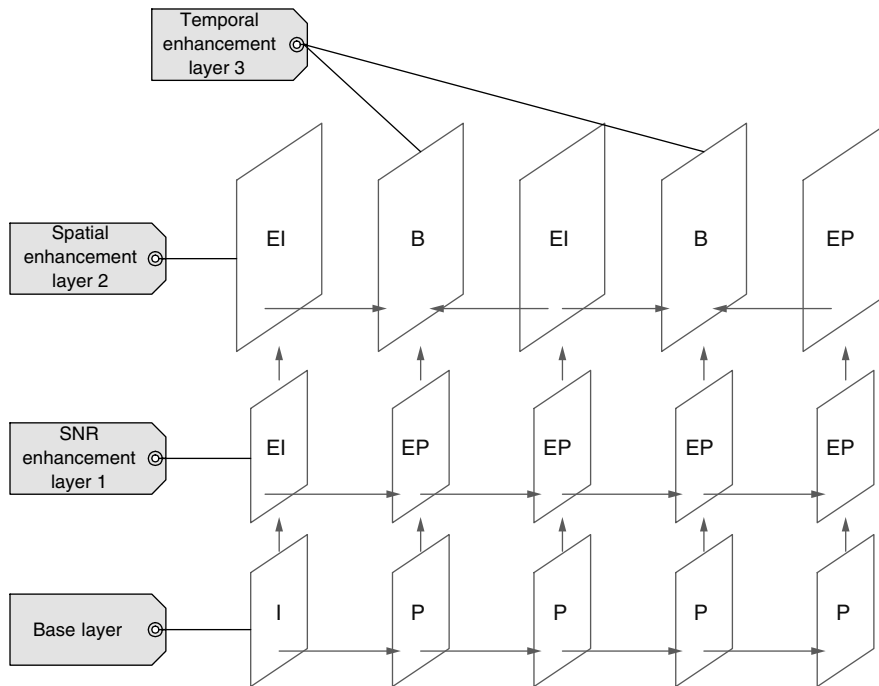 Temporal
enhancement
layer 3
Spatial
enhancement
layer 2
EI
B
EI
B
EP
SNR
enhancement
layer 1
EI
EP
EP
EP
EP
Base layer
I
P
P
P
P